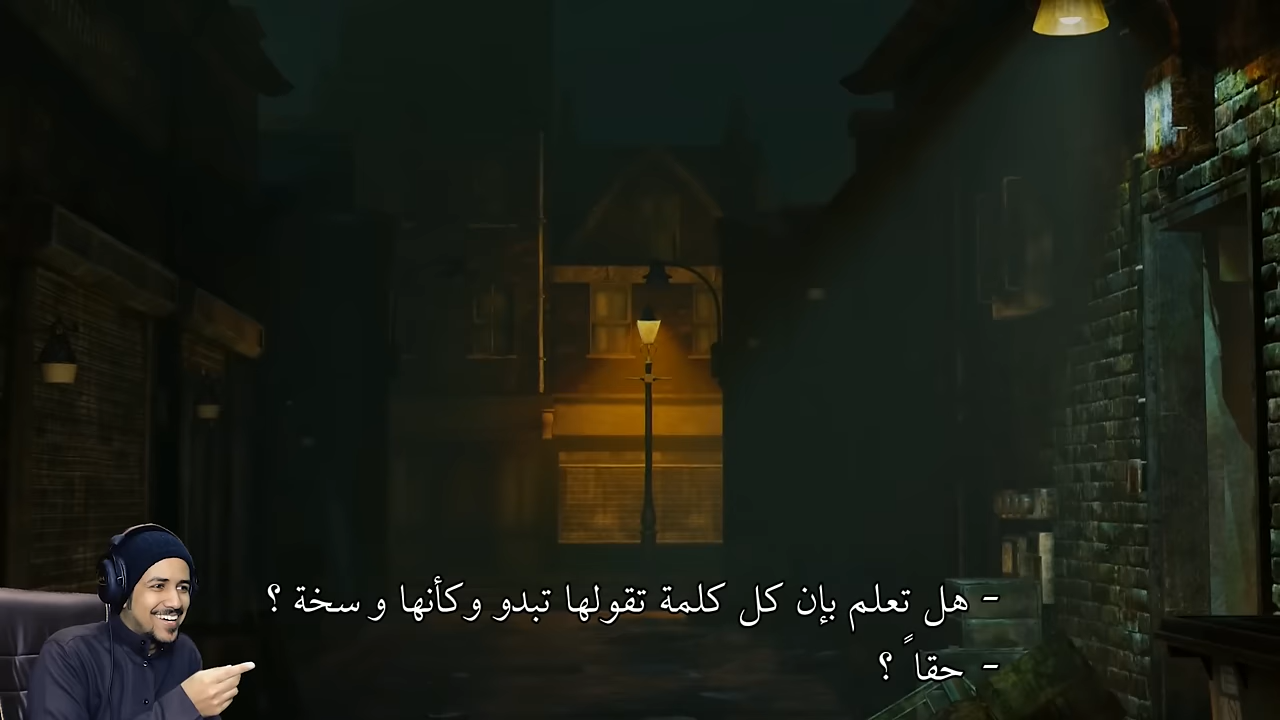 - هل تعلم بإن كل كلمة تقولها تبدو وكأنها وسخة ؟
- حقاً ؟